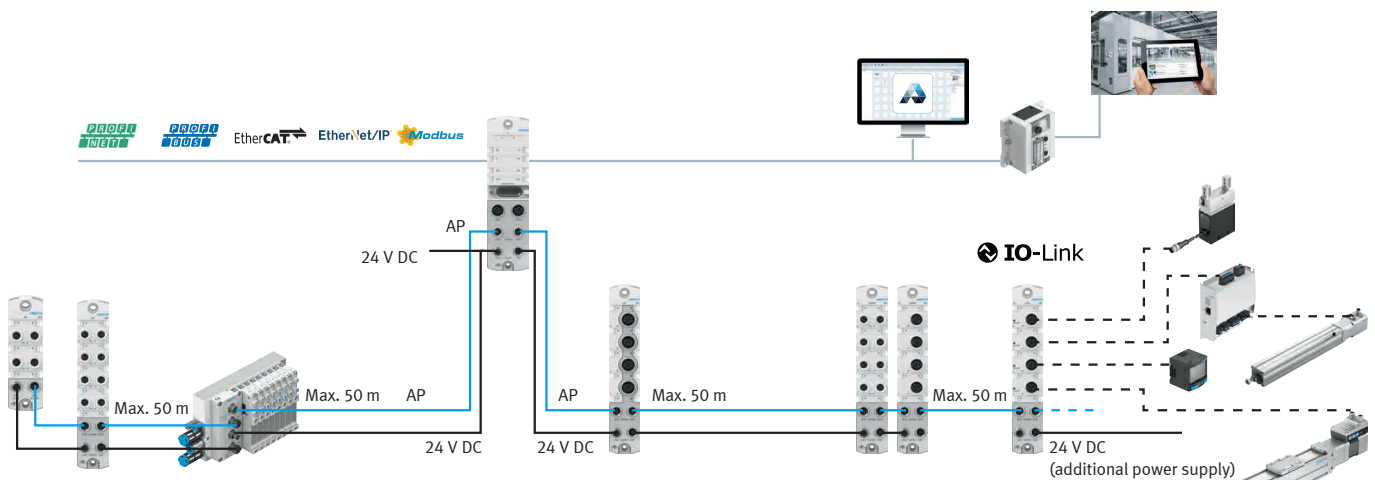 PROFI
NET
PROFI
BUS
EtherCAT
EtherNet/IP
Modbus
AP
24 V DC
IO-Link
Max. 50 m
Max. 50 m
AP
AP
Max. 50 m
Max. 50 m
24 V DC
24 V DC
24 V DC
(additional power supply)